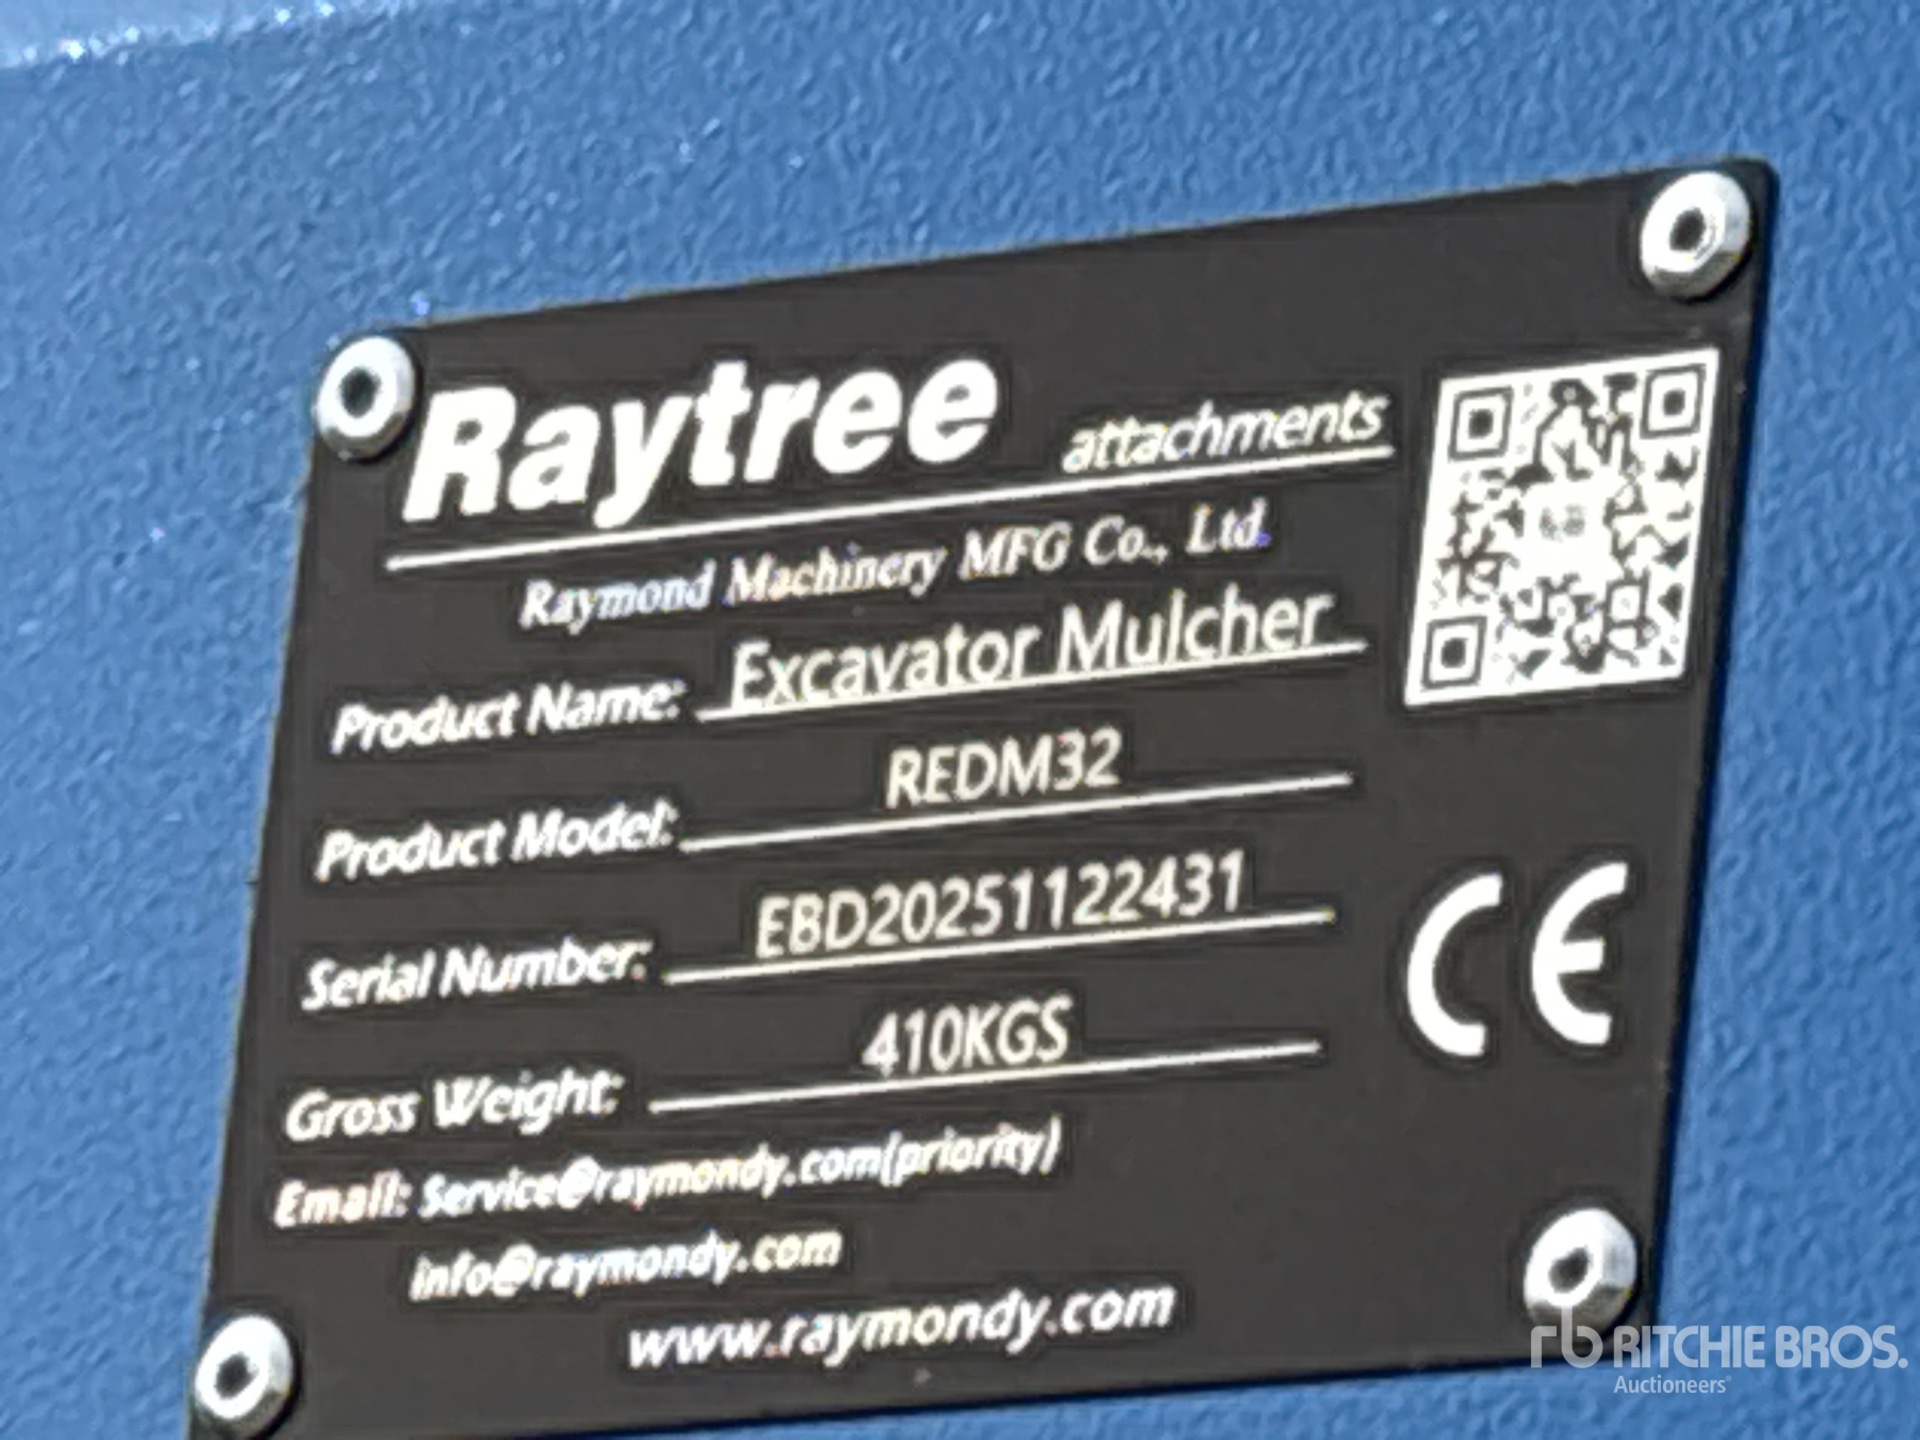 Raytree attachments
Raymond Machinery MFG Co., Ltd.
Product Name: Excavator Mulcher
Product Model: REDM32
Serial Number: EBD20251122431
Gross Weight: 410KGS
CE
Email: Service@raymondy.com(priority)
info@raymondy.com
www.raymondy.com
rb RITCHIE BROS.
Auctioneers